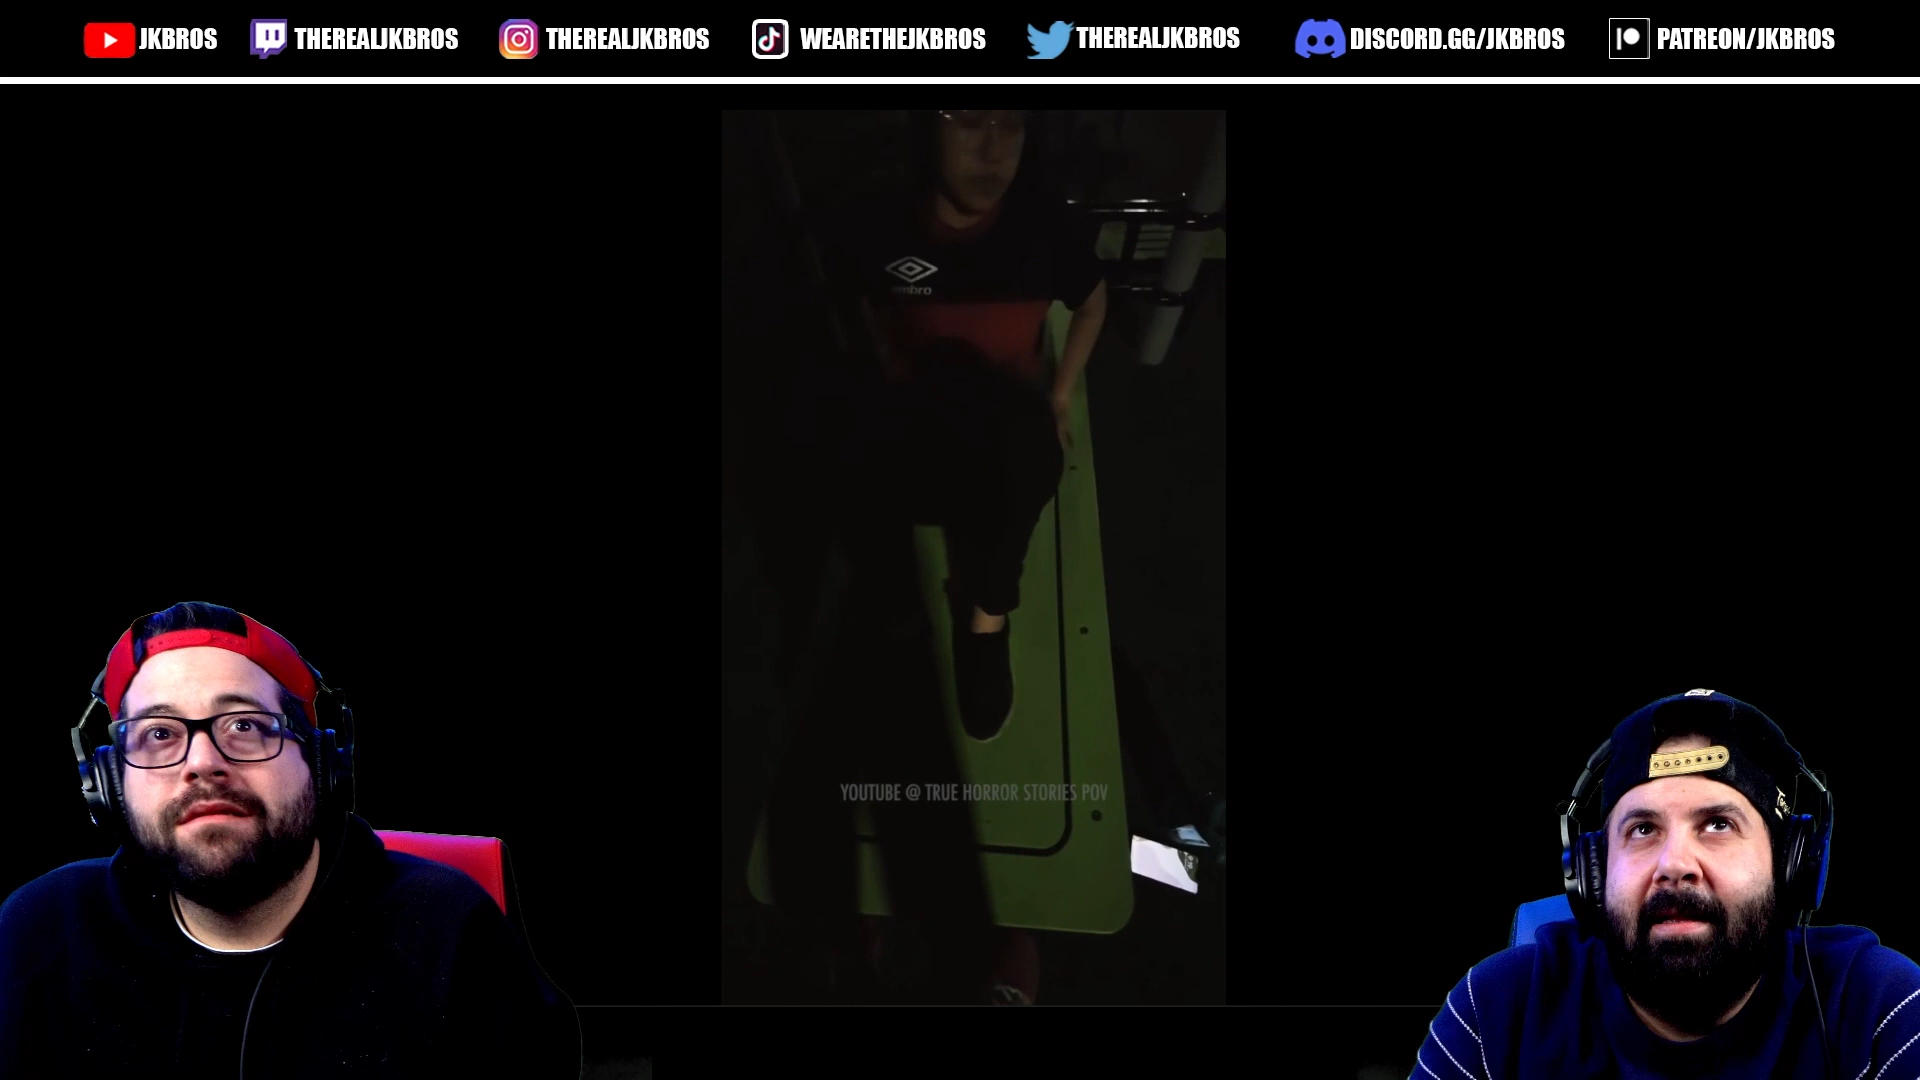 JKBROS THEREALJKBROS THEREALJKBROS WEARETHEJKBROS THEREALJKBROS DISCORD.GG/JKBROS PATREON/JKBROS
umbro
YOUTUBE @ TRUE HORROR STORIES POV